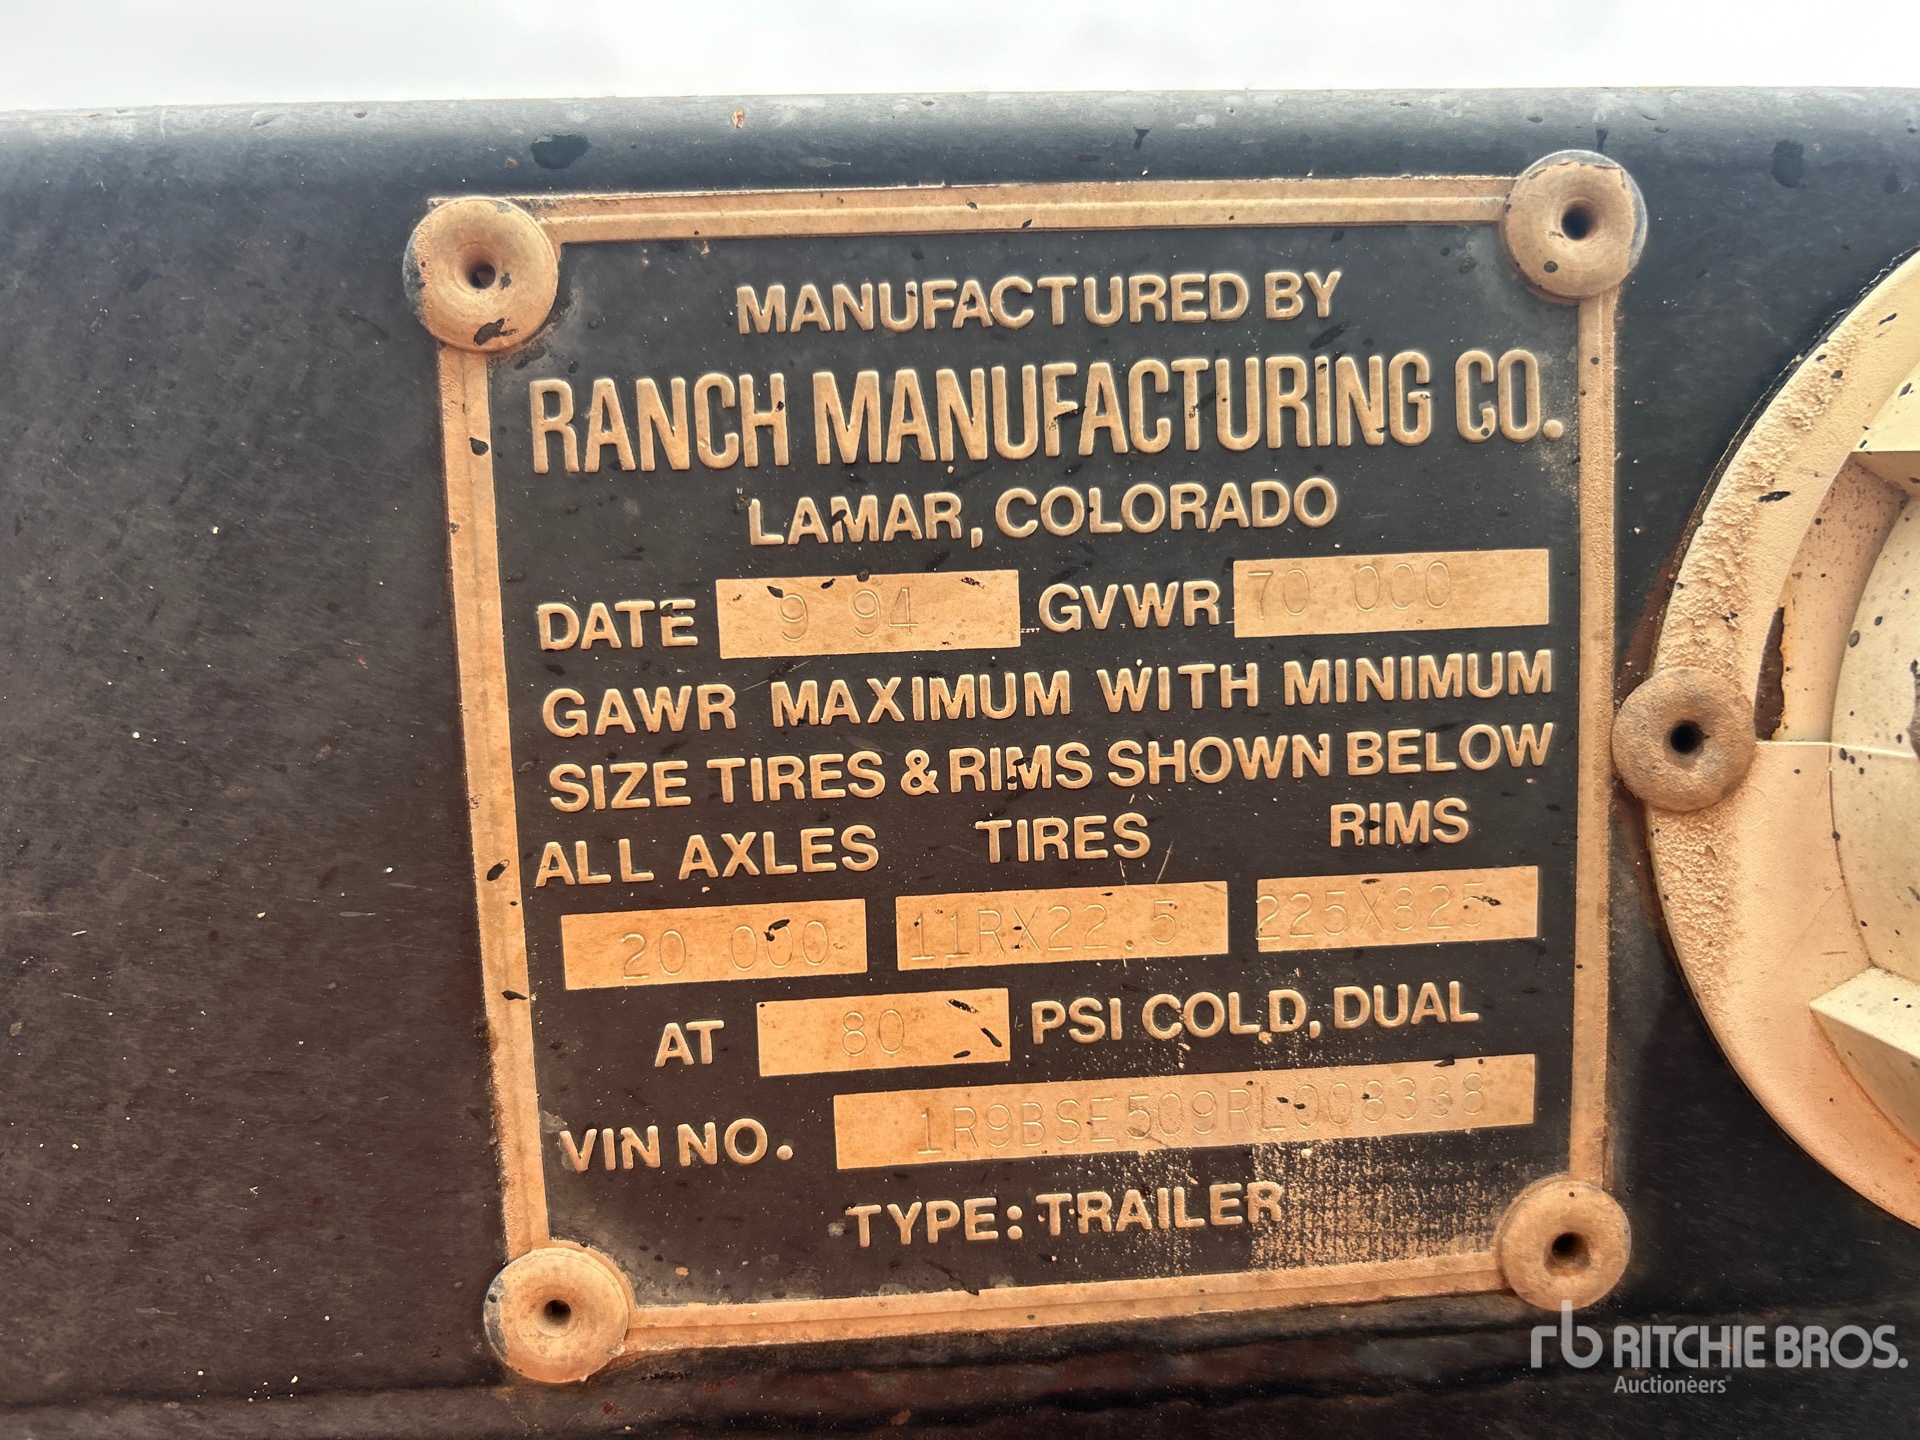 MANUFACTURED BY
RANCH MANUFACTURING CO.
LAMAR, COLORADO
DATE 9 94 GVWR 70 000
GAWR MAXIMUM WITH MINIMUM
SIZE TIRES & RIMS SHOWN BELOW
ALL AXLES TIRES RIMS
20 000 11RX22.5 225X825
AT 80 PSI COLD, DUAL
VIN NO. 1R9BSE509RL008338
TYPE: TRAILER
rb RITCHIE BROS.
Auctioneers